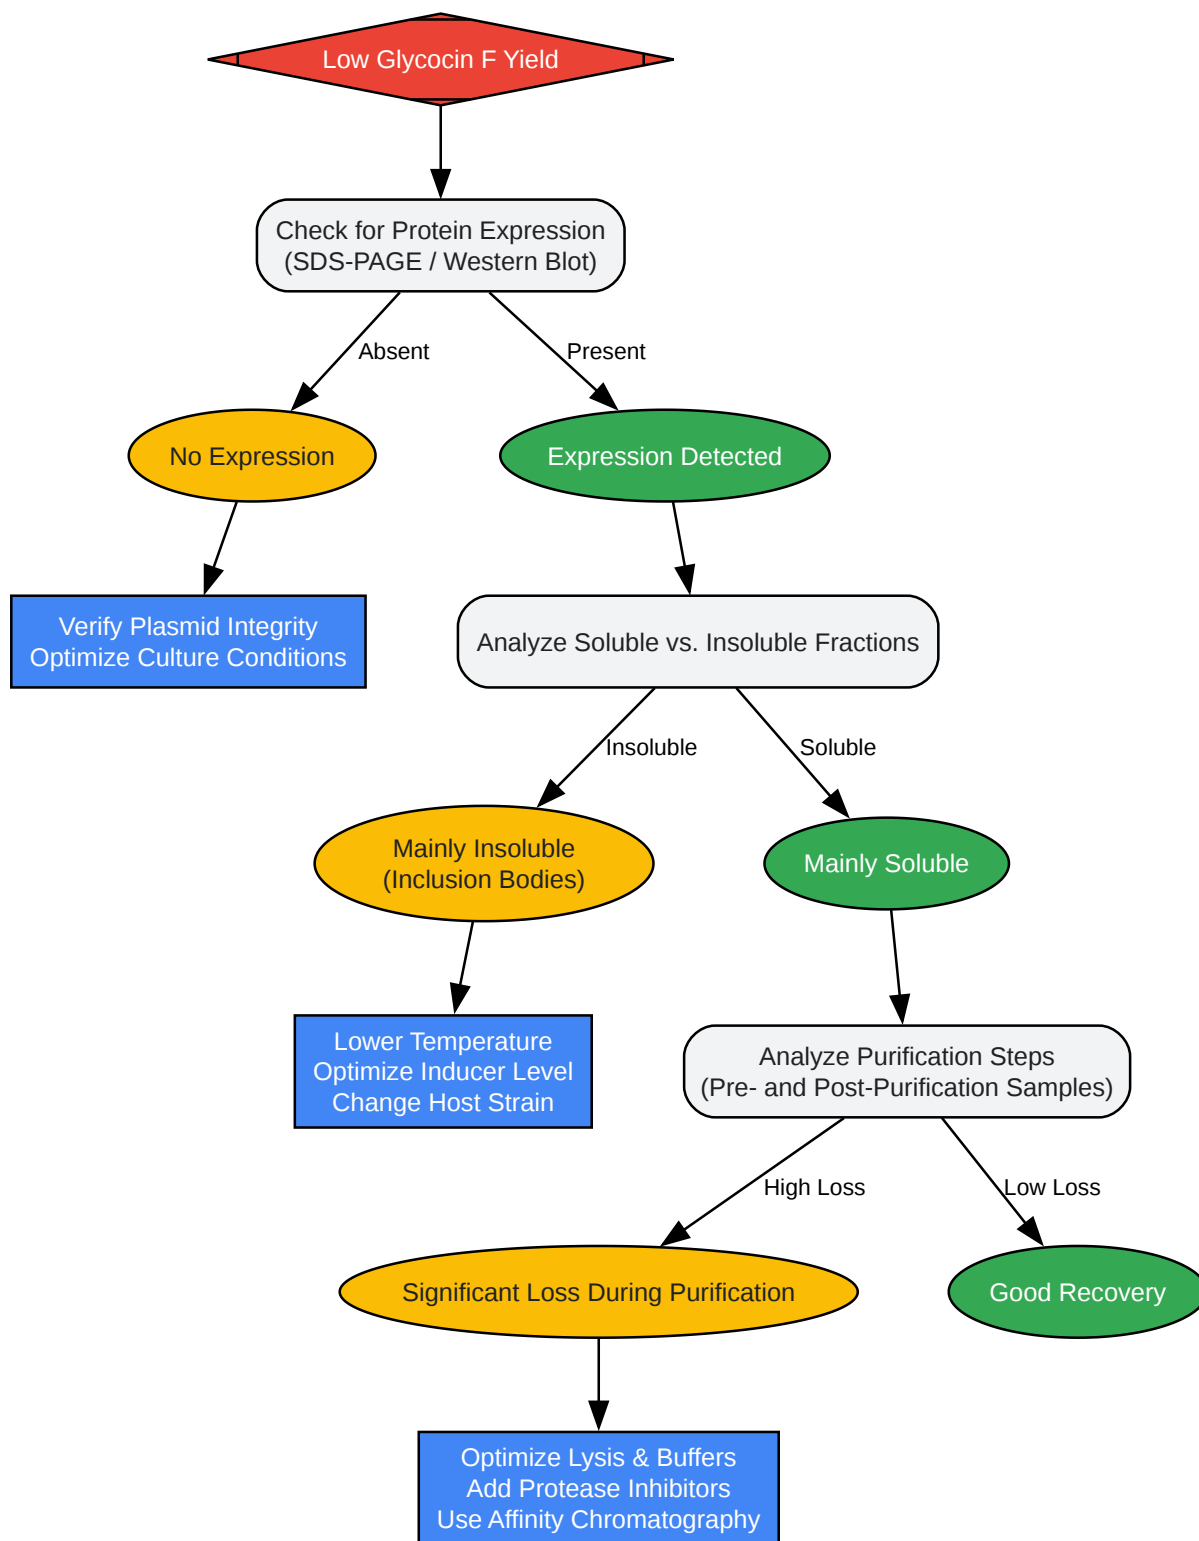 Low Glycocin F Yield
Check for Protein Expression
(SDS-PAGE / Western Blot)
Absent
Present
No Expression
Expression Detected
Verify Plasmid Integrity
Optimize Culture Conditions
Analyze Soluble vs. Insoluble Fractions
Insoluble
Soluble
Mainly Insoluble
(Inclusion Bodies)
Mainly Soluble
Lower Temperature
Optimize Inducer Level
Change Host Strain
Analyze Purification Steps
(Pre- and Post-Purification Samples)
High Loss
Low Loss
Significant Loss During Purification
Good Recovery
Optimize Lysis & Buffers
Add Protease Inhibitors
Use Affinity Chromatography